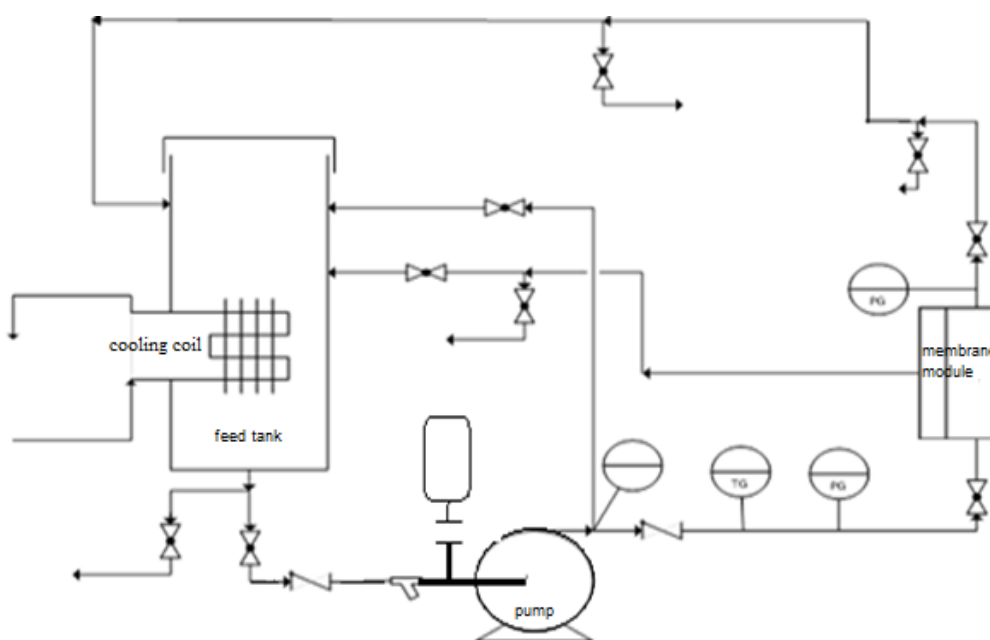 PG
cooling coil
membrane
module
feed tank
TG
PG
pump